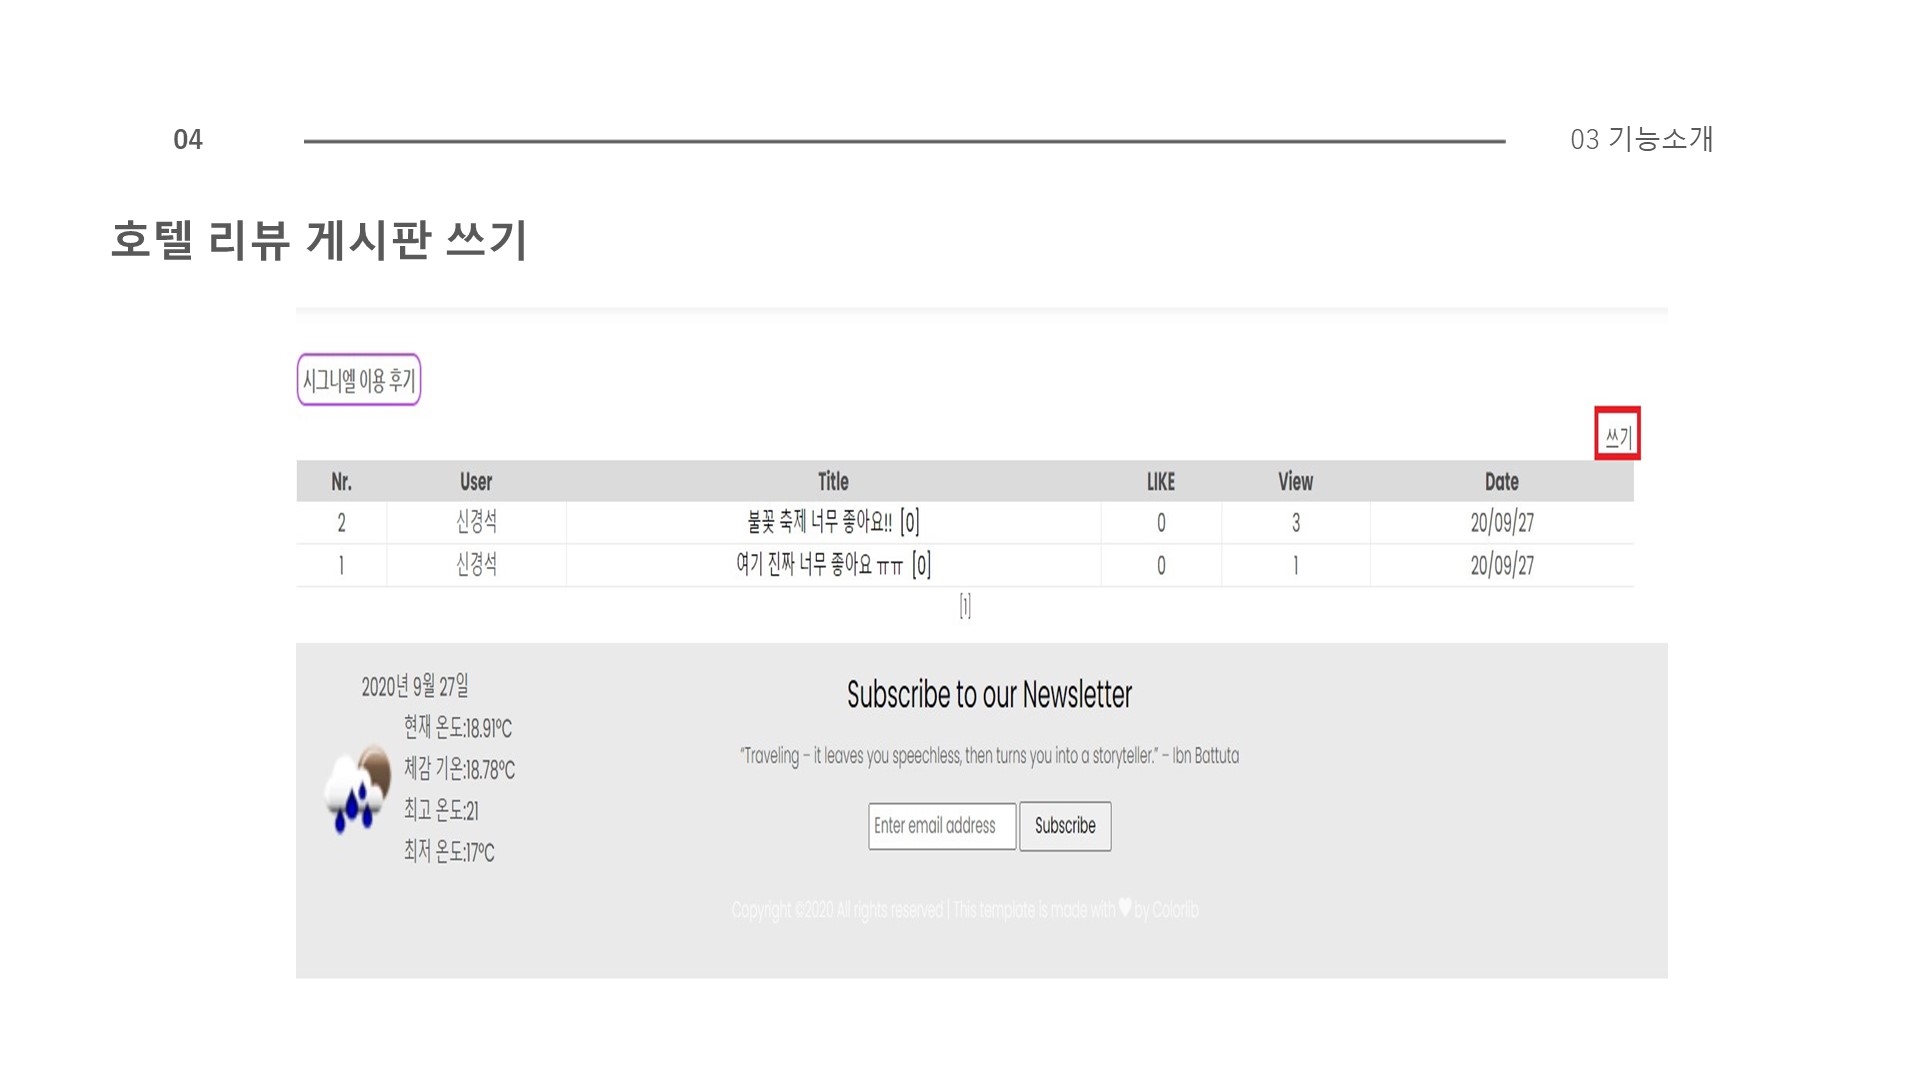 04
03 기능소개
호텔 리뷰 게시판 쓰기
시그니엘 이용 후기
쓰기
Nr. User Title LIKE View Date
2 신경석 불꽃 축제 너무 좋아요!! [0] 0 3 20/09/27
1 신경석 여기 진짜 너무 좋아요 ㅠㅠ [0] 0 1 20/09/27
[1]
2020년 9월 27일
현재 온도:18.91ºC
체감 기온:18.78ºC
최고 온도:21
최저 온도:17ºC
Subscribe to our Newsletter
“Traveling – it leaves you speechless, then turns you into a storyteller.” – Ibn Battuta
Enter email address Subscribe
Copyright ©2020 All rights reserved | This template is made with ♥ by Colorlib